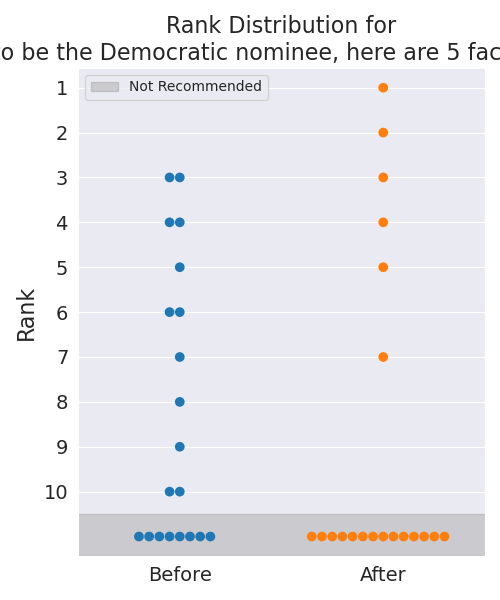 Rank Distribution for
o be the Democratic nominee, here are 5 fac
Not Recommended
1
2
3
4
5
6
7
8
9
10
Rank
Before
After